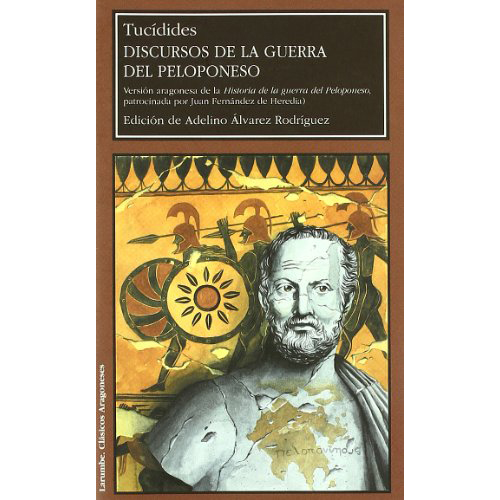 Tucídides
DISCURSOS DE LA GUERRA
DEL PELOPONESO
Versión aragonesa de la Historia de la guerra del Peloponeso,
patrocinada por Juan Fernández de Heredia)
Edición de Adelino Álvarez Rodríguez
Larumbe. Clásicos Aragoneses